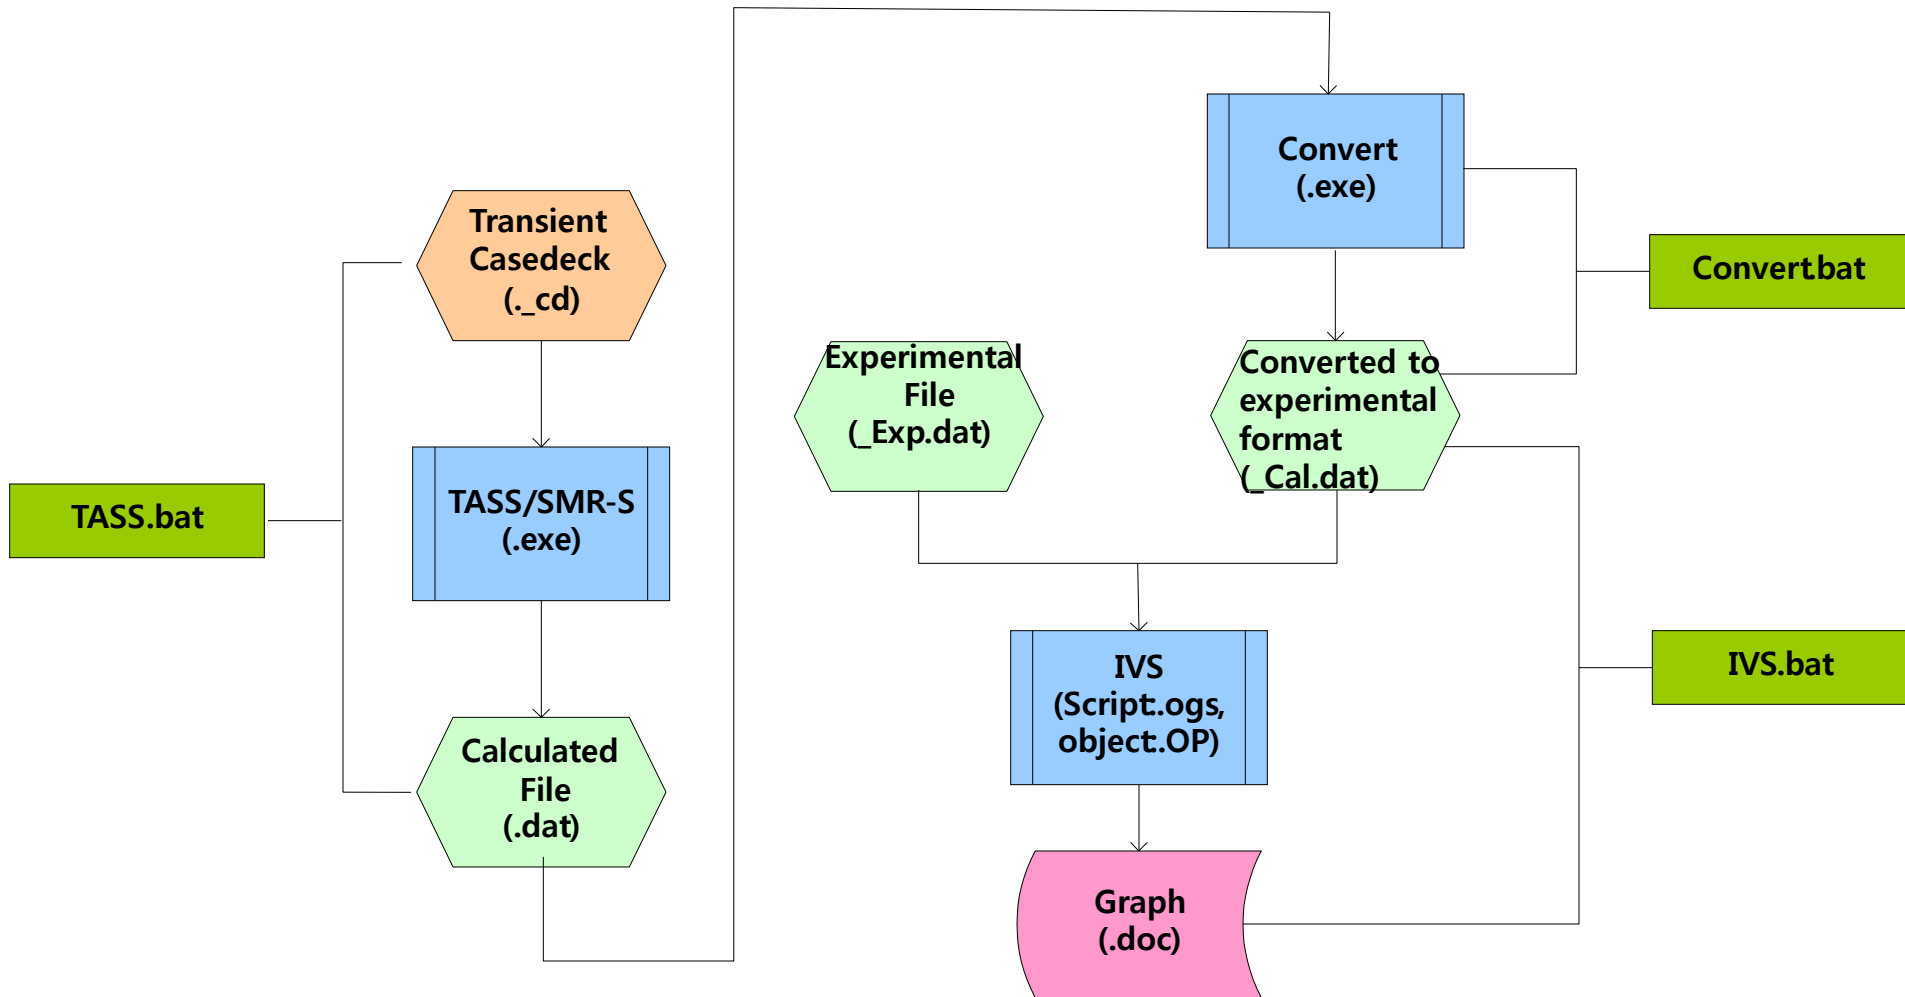 Convert
(.exe)
Transient
Casedeck
(._cd)
Convert.bat
Experimental
File
(_Exp.dat)
Converted to
experimental
format
(_Cal.dat)
TASS.bat
TASS/SMR-S
(.exe)
IVS
(Script:.ogs,
object:.OP)
IVS.bat
Calculated
File
(.dat)
Graph
(.doc)